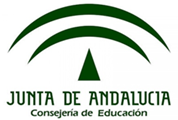 JUNTA DE ANDALUCIA
Consejería de Educación